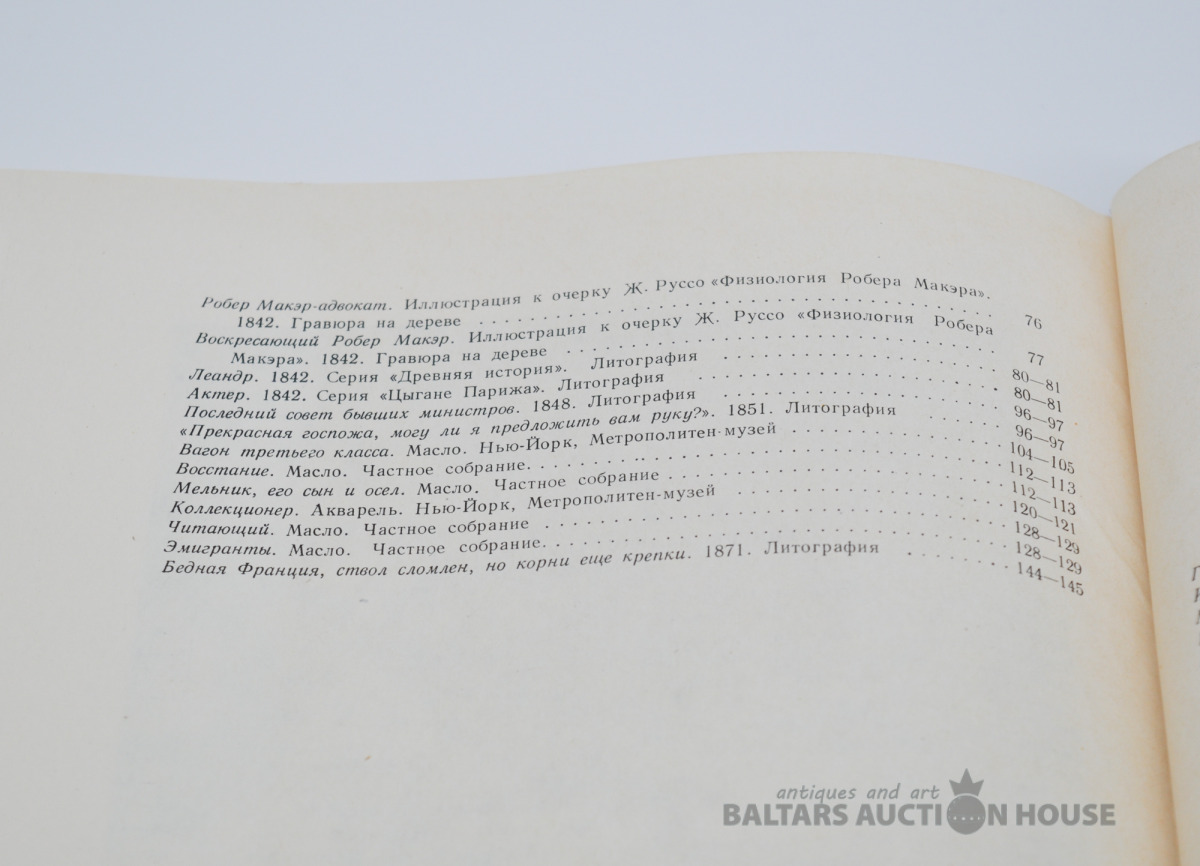 Робер Макэр-адвокат. Иллюстрация к очерку Ж. Руссо «Физиология Робера Макэра».
1842. Гравюра на дереве . . . . . . . . . . . . . . . . . . . . 76
Воскресающий Робер Макэр. Иллюстрация к очерку Ж. Руссо «Физиология Робера
Макэра». 1842. Гравюра на дереве . . . . . . . . . . . . . . . . 77
Леандр. 1842. Серия «Древняя история». Литография . . . . . . . . . . 80—81
Актер. 1842. Серия «Цыгане Парижа». Литография . . . . . . . . . . 80—81
Последний совет бывших министров. 1848. Литография . . . . . . . . . . 96—97
«Прекрасная госпожа, могу ли я предложить вам руку?». 1851. Литография . . . . . 96—97
Вагон третьего класса. Масло. Нью-Йорк, Метрополитен-музей . . . . . . . . 104—105
Восстание. Масло. Частное собрание. . . . . . . . . . . . . . . . 112—113
Мельник, его сын и осел. Масло. Частное собрание . . . . . . . . . . 112—113
Коллекционер. Акварель. Нью-Йорк, Метрополитен-музей . . . . . . . . . 120—121
Читающий. Масло. Частное собрание . . . . . . . . . . . . . . . 128—129
Эмигранты. Масло. Частное собрание. . . . . . . . . . . . . . . . 128—129
Бедная Франция, ствол сломлен, но корни еще крепки. 1871. Литография . . . . . 144—145
antiques and art
BALTARS AUCTION HOUSE